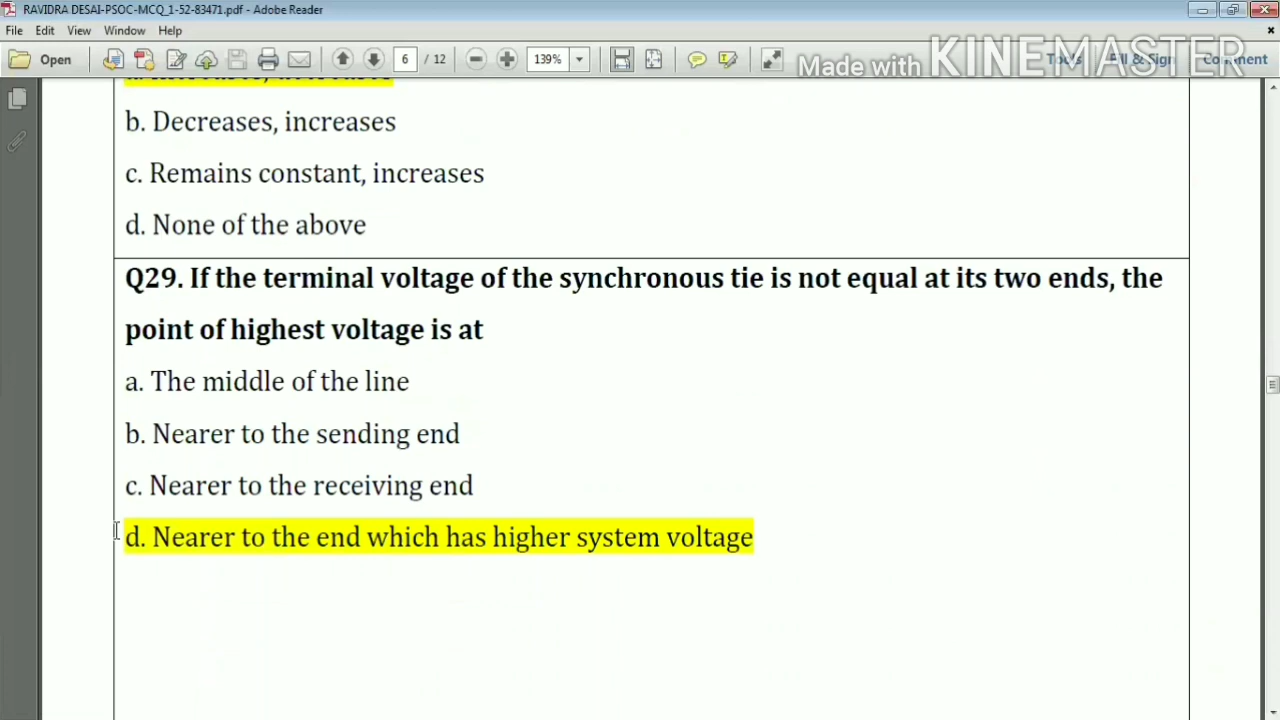 RAVIDRA DESAI-PSOC-MCQ_1-52-83471.pdf - Adobe Reader
File Edit View Window Help
Open 6 / 12 139% Tools Fill & Sign Comment
Made with KINEMASTER
b. Decreases, increases
c. Remains constant, increases
d. None of the above
Q29. If the terminal voltage of the synchronous tie is not equal at its two ends, the
point of highest voltage is at
a. The middle of the line
b. Nearer to the sending end
c. Nearer to the receiving end
d. Nearer to the end which has higher system voltage